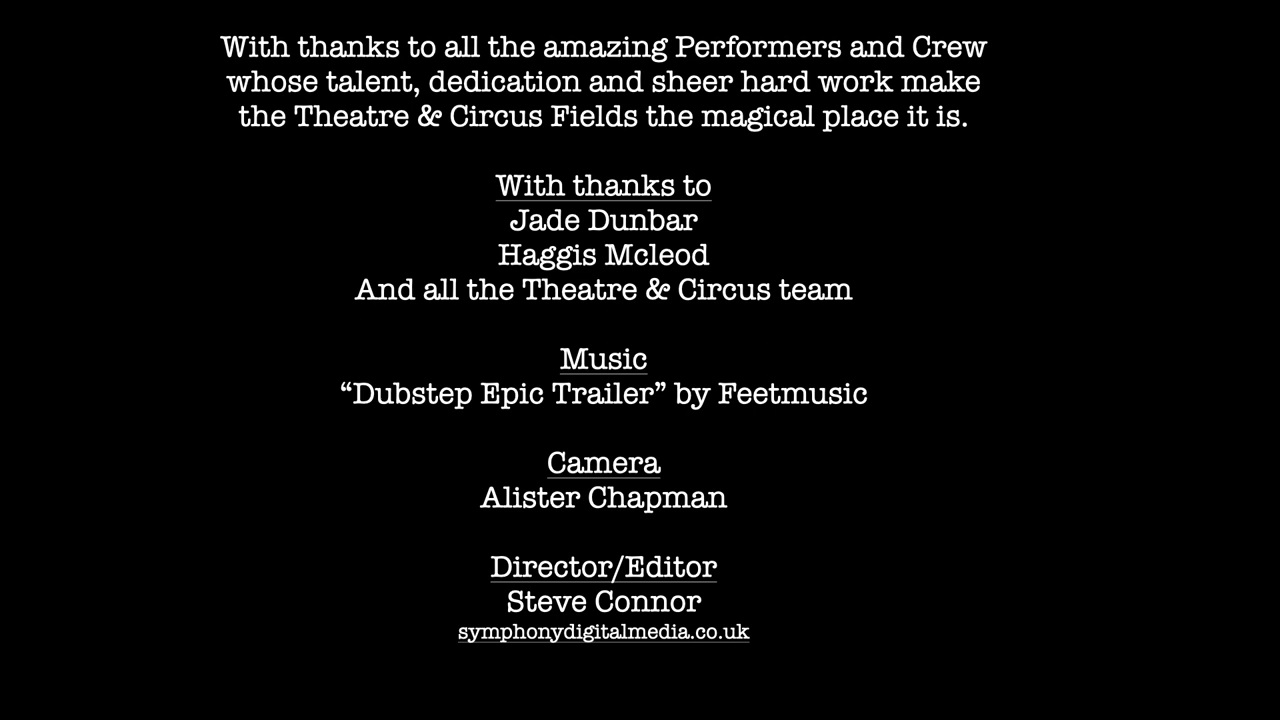 With thanks to all the amazing Performers and Crew
whose talent, dedication and sheer hard work make
the Theatre & Circus Fields the magical place it is.
With thanks to
Jade Dunbar
Haggis Mcleod
And all the Theatre & Circus team
Music
“Dubstep Epic Trailer” by Feetmusic
Camera
Alister Chapman
Director/Editor
Steve Connor
symphonydigitalmedia.co.uk